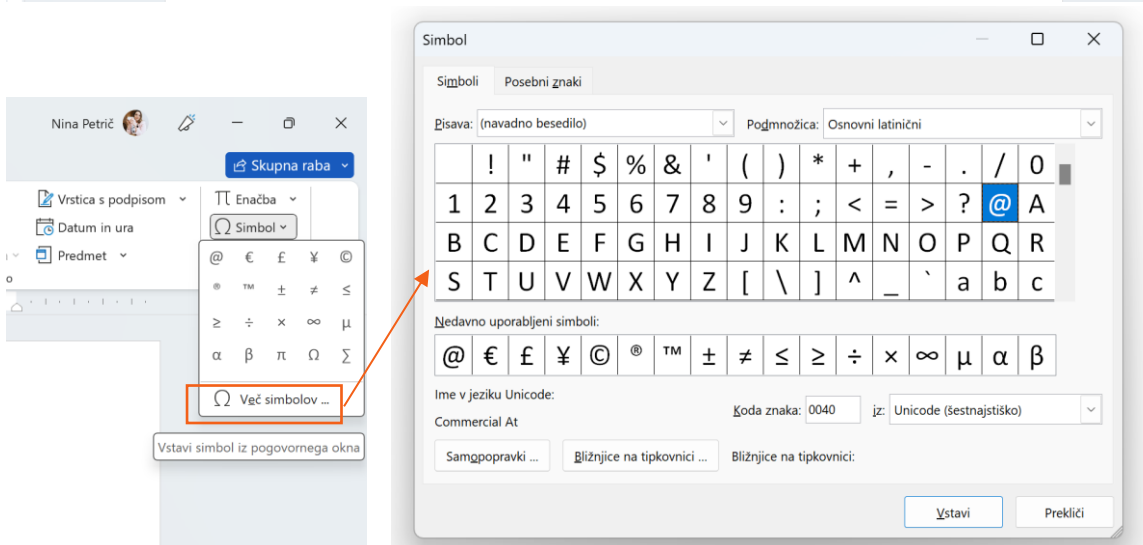 Nina Petrič
Skupna raba
Vrstica s podpisom
Datum in ura
Predmet
Enačba
Simbol
@ € £ ¥ ©
® ™ ± ≠ ≤
≥ ÷ × ∞ µ
α β π Ω ∑
Več simbolov ...
Vstavi simbol iz pogovornega okna
Simbol
Simboli Posebni znaki
Pisava: (navadno besedilo) Podmnožica: Osnovni latinični
! " # $ % & ' ( ) * + , - . / 0
1 2 3 4 5 6 7 8 9 : ; < = > ? @ A
B C D E F G H I J K L M N O P Q R
S T U V W X Y Z [ \ ] ^ _ ` a b c
Nedavno uporabljeni simboli:
@ € £ ¥ © ® ™ ± ≠ ≤ ≥ ÷ × ∞ µ α β
Ime v jeziku Unicode:
Commercial At
Koda znaka: 0040 iz: Unicode (šestnajstiško)
Samopopravki ... Bližnjice na tipkovnici ... Bližnjice na tipkovnici:
Vstavi Prekliči